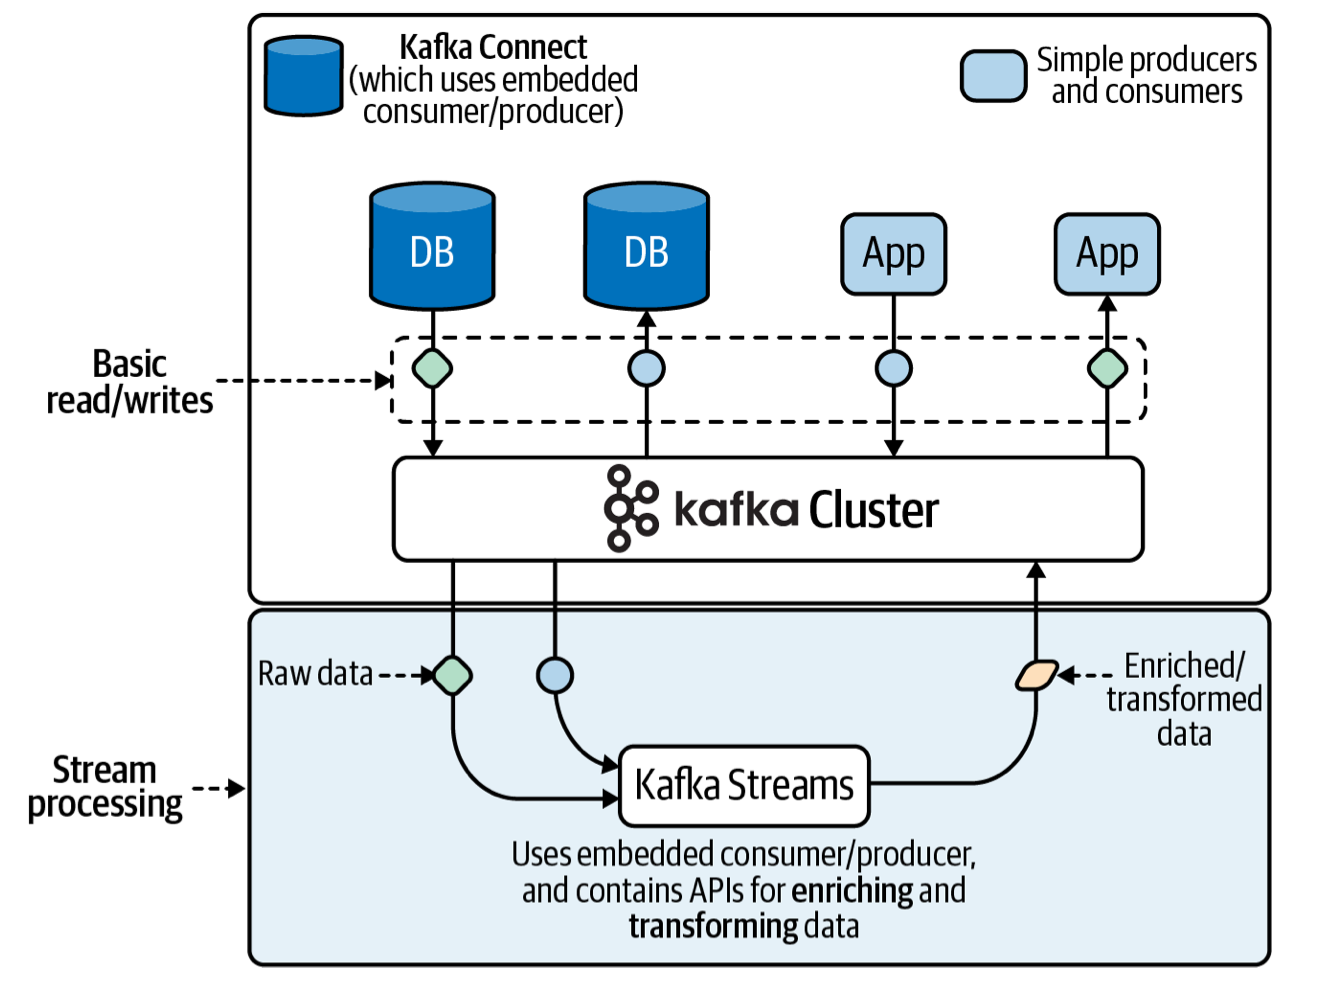 Kafka Connect
(which uses embedded
consumer/producer)
Simple producers
and consumers
DB
DB
App
App
Basic
read/writes
kafka Cluster
Raw data
Enriched/
transformed
data
Stream
processing
Kafka Streams
Uses embedded consumer/producer,
and contains APIs for enriching and
transforming data